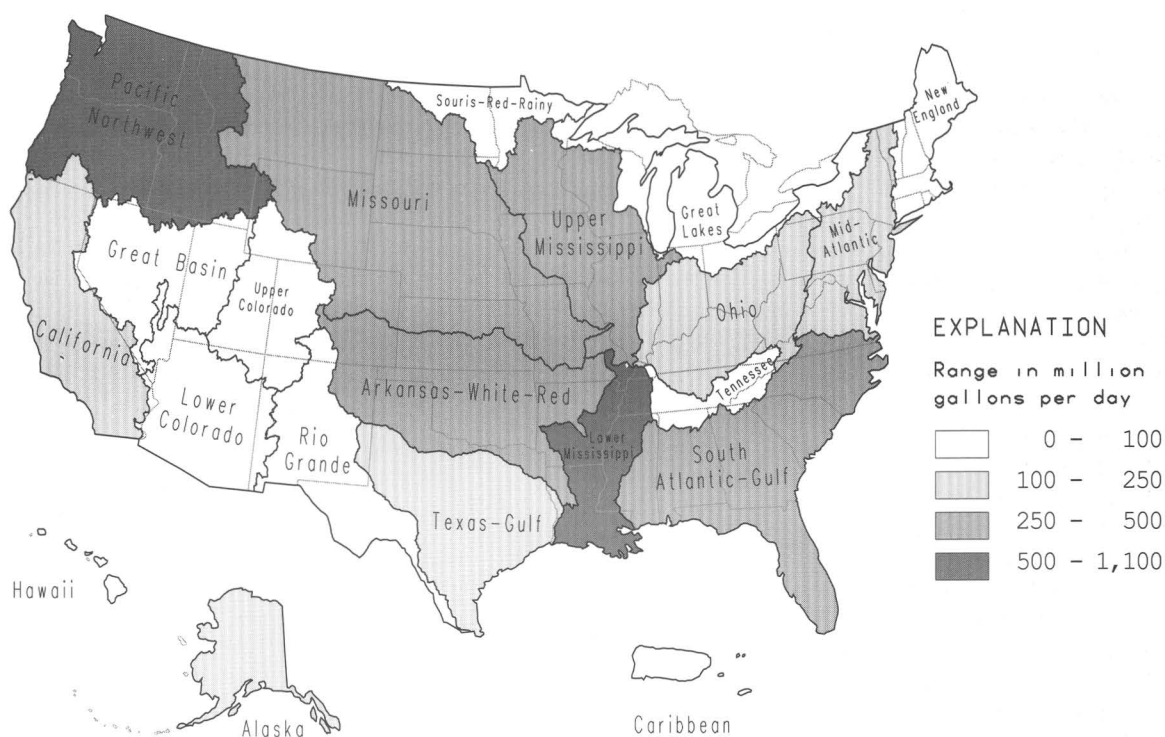 Pacific
Northwest
Souris-Red-Rainy
New
England
Missouri
Upper
Mississippi
Great
Lakes
Mid-
Atlantic
Great Basin
Upper
Colorado
Ohio
California
Tennessee
Arkansas-White-Red
Lower
Colorado
Rio
Grande
Lower
Mississippi
South
Atlantic-Gulf
Texas-Gulf
Hawaii
Alaska
Caribbean
EXPLANATION
Range in million
gallons per day
0 - 100
100 - 250
250 - 500
500 - 1,100